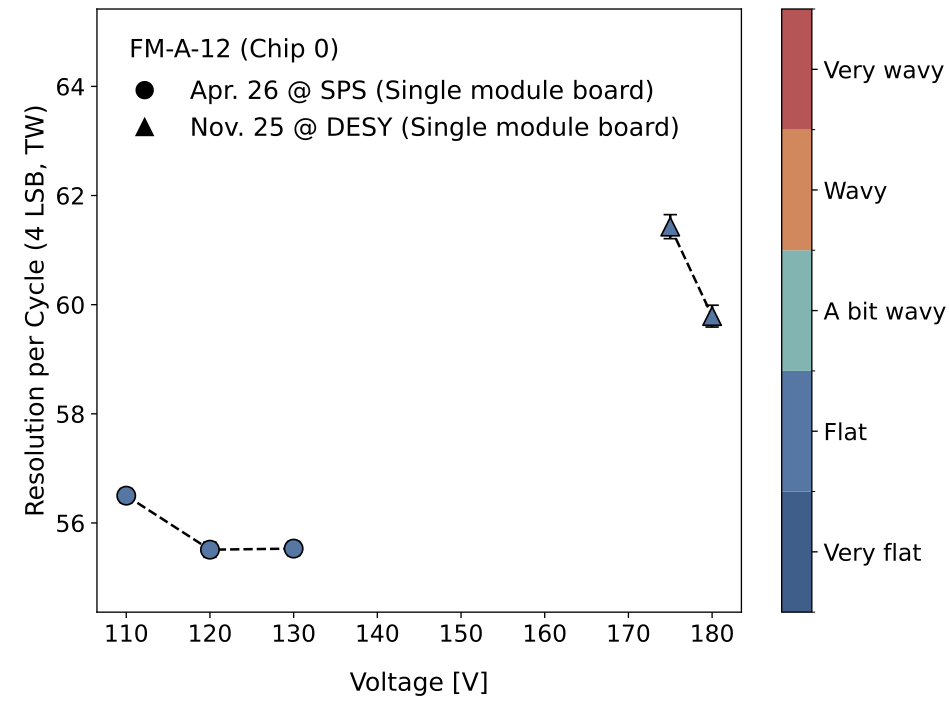 FM-A-12 (Chip 0)
Apr. 26 @ SPS (Single module board)
Nov. 25 @ DESY (Single module board)
Resolution per Cycle (4 LSB, TW)
64
62
60
58
56
110 120 130 140 150 160 170 180
Voltage [V]
Very wavy
Wavy
A bit wavy
Flat
Very flat